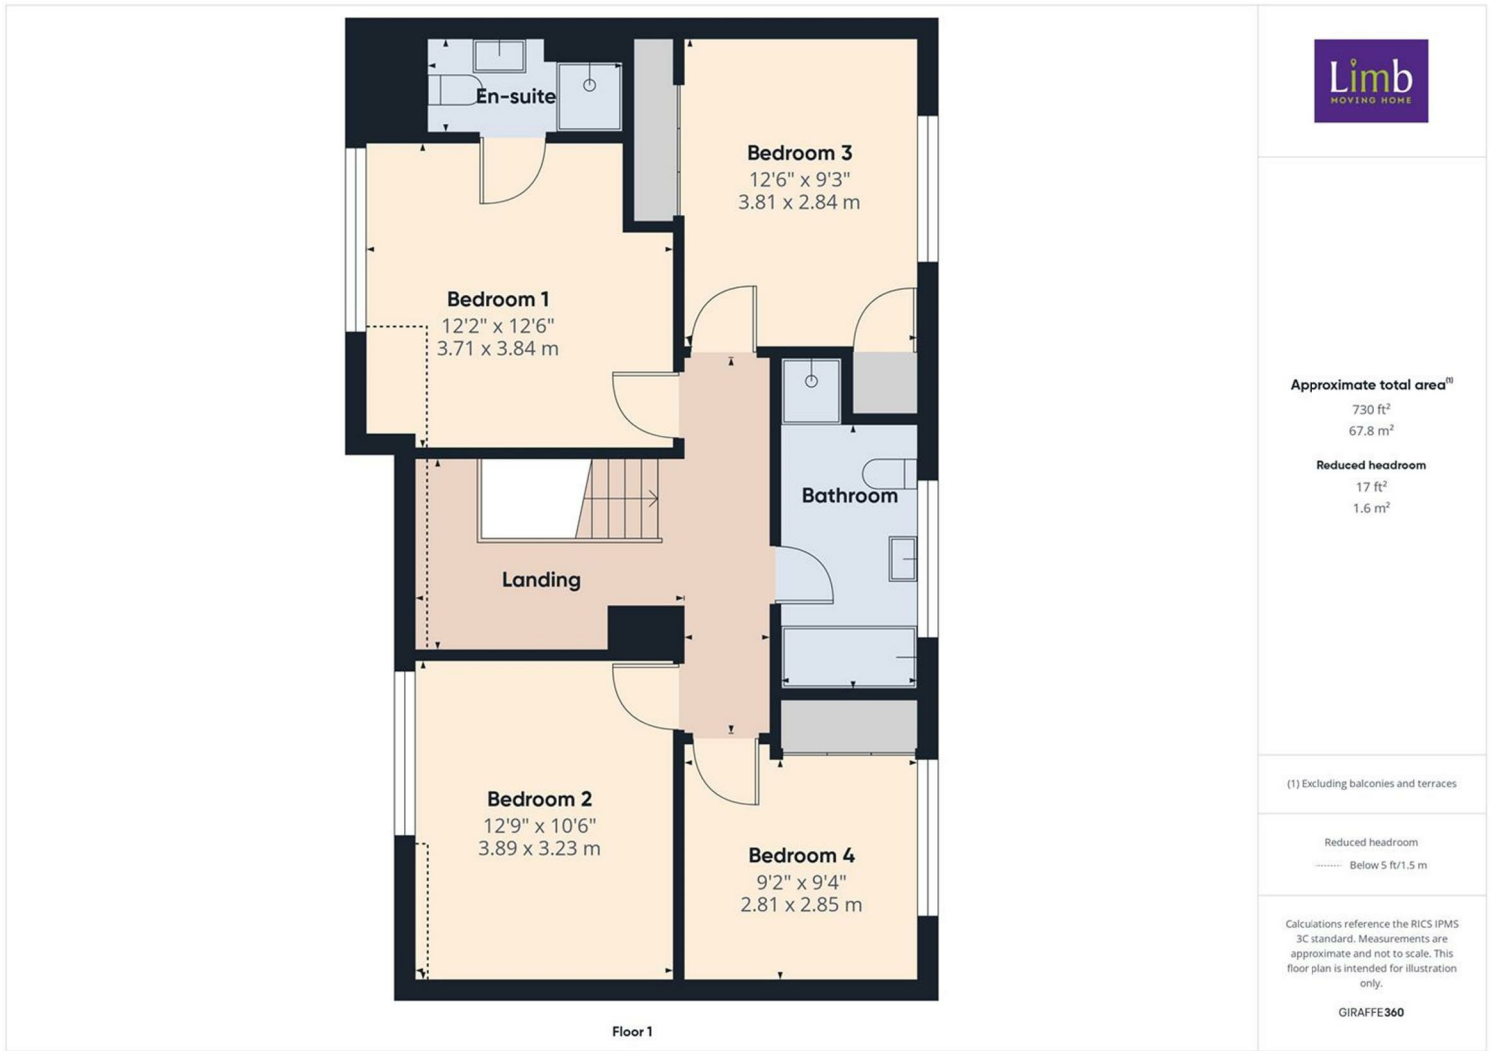 En-suite
Bedroom 3
12'6" x 9'3"
3.81 x 2.84 m
Bedroom 1
12'2" x 12'6"
3.71 x 3.84 m
Bathroom
Landing
Bedroom 2
12'9" x 10'6"
3.89 x 3.23 m
Bedroom 4
9'2" x 9'4"
2.81 x 2.85 m
Floor 1
Limb
MOVING HOME
Approximate total area(1)
730 ft²
67.8 m²
Reduced headroom
17 ft²
1.6 m²
(1) Excluding balconies and terraces
Reduced headroom
Below 5 ft/1.5 m
Calculations reference the RICS IPMS
3C standard. Measurements are
approximate and not to scale. This
floor plan is intended for illustration
only.
GIRAFFE360